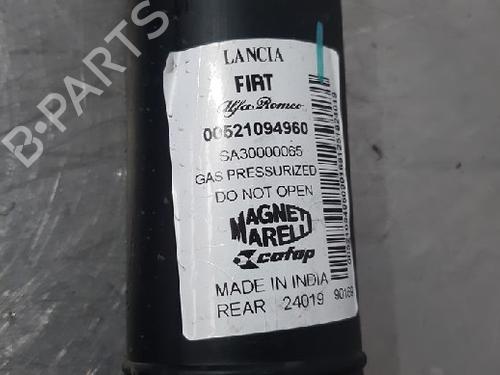 B-PARTS
LANCIA
FIAT
Alfa Romeo
00521094960
SA30000065
GAS PRESSURIZED
DO NOT OPEN
MAGNETI
MARELLI
cofap
MADE IN INDIA
REAR 24019 90169